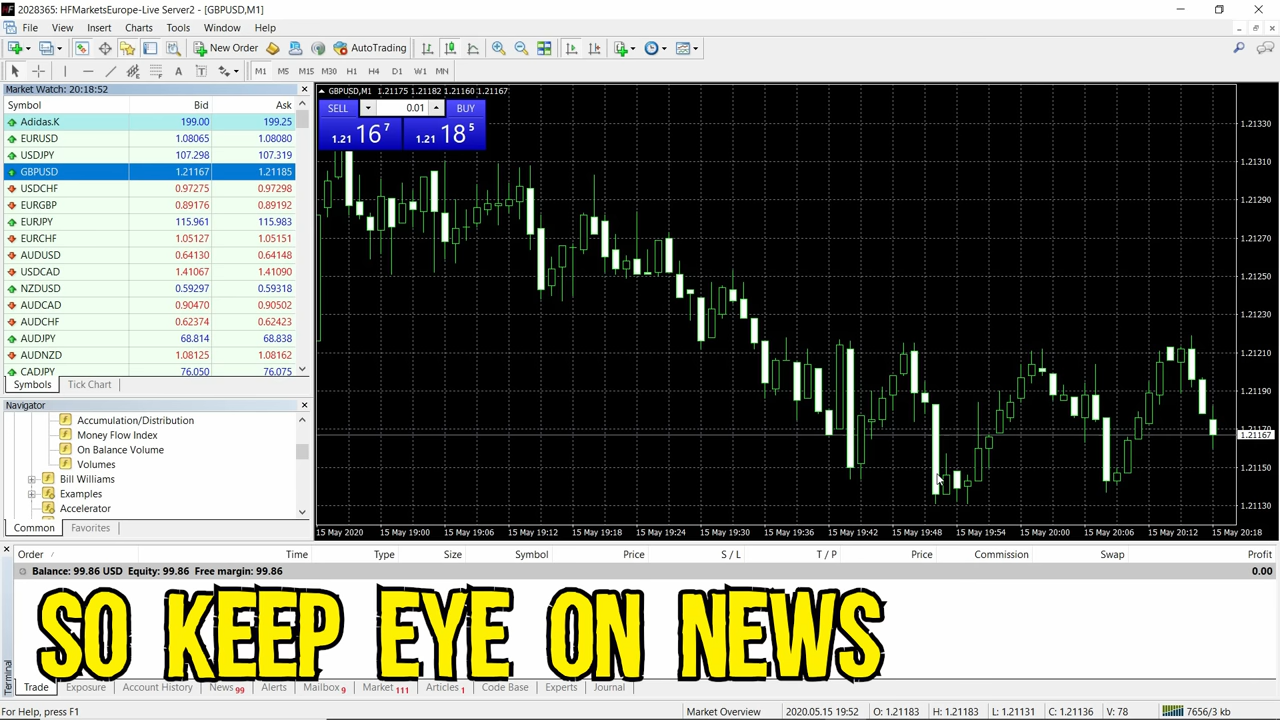 2028365: HFMarketsEurope-Live Server2 - [GBPUSD,M1]
File View Insert Charts Tools Window Help
New Order AutoTrading
A T M1 M5 M15 M30 H1 H4 D1 W1 MN
Market Watch: 20:18:52
Symbol Bid Ask
Adidas.K 199.00 199.25
EURUSD 1.08065 1.08080
USDJPY 107.298 107.319
GBPUSD 1.21167 1.21185
USDCHF 0.97275 0.97298
EURGBP 0.89176 0.89192
EURJPY 115.961 115.983
EURCHF 1.05127 1.05151
AUDUSD 0.64130 0.64148
USDCAD 1.41067 1.41090
NZDUSD 0.59297 0.59318
AUDCAD 0.90470 0.90502
AUDCHF 0.62374 0.62423
AUDJPY 68.814 68.838
AUDNZD 1.08125 1.08162
CADJPY 76.050 76.075
Symbols Tick Chart
Navigator
Accumulation/Distribution
Money Flow Index
On Balance Volume
Volumes
Bill Williams
Examples
Accelerator
Common Favorites
GBPUSD,M1 1.21175 1.21182 1.21160 1.21167
SELL 0.01 BUY
1.21 16 7 1.21 18 5
1.21330
1.21310
1.21290
1.21270
1.21250
1.21230
1.21210
1.21190
1.21170
1.21167
1.21150
1.21130
15 May 2020 15 May 19:00 15 May 19:06 15 May 19:12 15 May 19:18 15 May 19:24 15 May 19:30 15 May 19:36 15 May 19:42 15 May 19:48 15 May 19:54 15 May 20:00 15 May 20:06 15 May 20:12 15 May 20:18
Order / Time Type Size Symbol Price S / L T / P Price Commission Swap Profit
Balance: 99.86 USD Equity: 99.86 Free margin: 99.86 0.00
SO KEEP EYE ON NEWS
Terminal
Trade Exposure Account History News 99 Alerts Mailbox 9 Market 111 Articles 1 Code Base Experts Journal
For Help, press F1 Market Overview 2020.05.15 19:52 O: 1.21183 H: 1.21183 L: 1.21131 C: 1.21136 V: 78 7656/3 kb